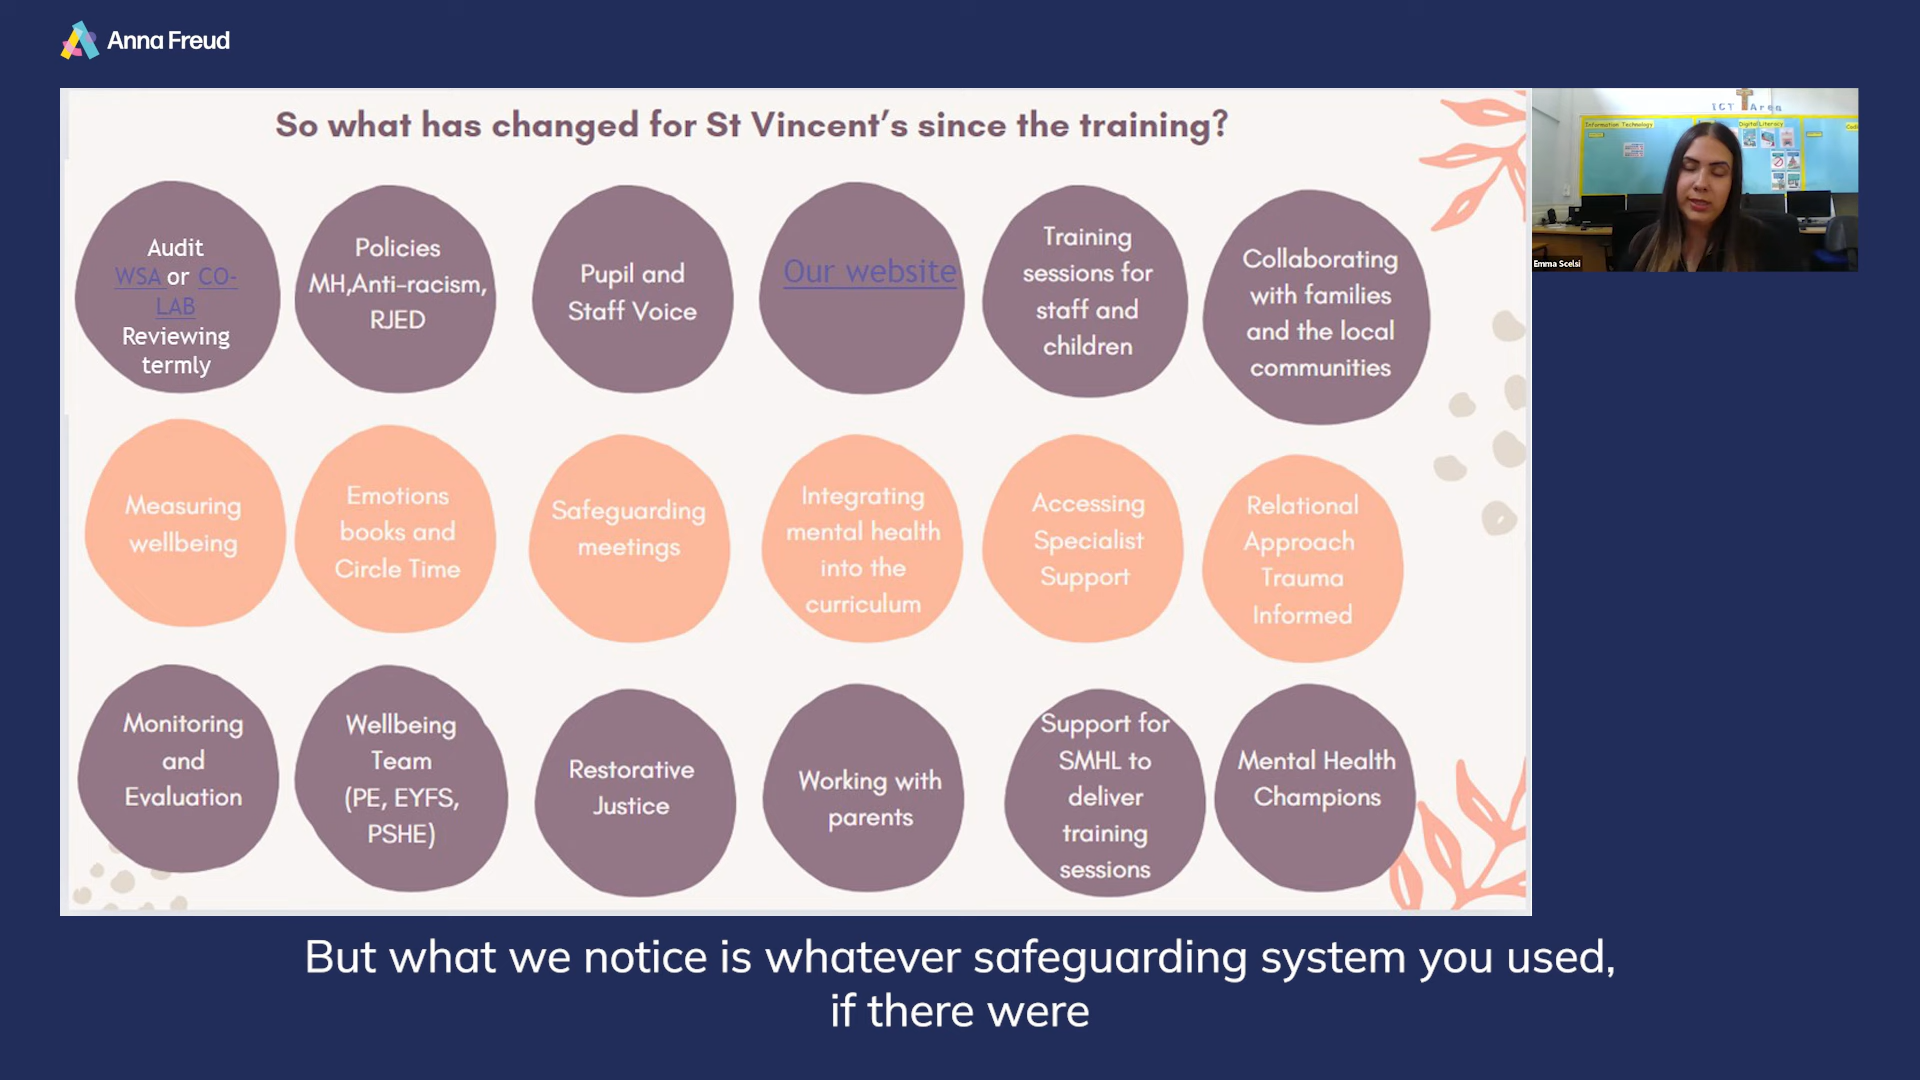 Anna Freud
So what has changed for St Vincent's since the training?
Audit
WSA or CO-
LAB
Reviewing
termly
Policies
MH,Anti-racism,
RJED
Pupil and
Staff Voice
Our website
Training
sessions for
staff and
children
Collaborating
with families
and the local
communities
Measuring
wellbeing
Emotions
books and
Circle Time
Safeguarding
meetings
Integrating
mental health
into the
curriculum
Accessing
Specialist
Support
Relational
Approach
Trauma
Informed
Monitoring
and
Evaluation
Wellbeing
Team
(PE, EYFS,
PSHE)
Restorative
Justice
Working with
parents
Support for
SMHL to
deliver
training
sessions
Mental Health
Champions
ICT Area
Information Technology
Digital Literacy
Emma Scelsi
But what we notice is whatever safeguarding system you used,
if there were